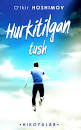 O'tkir HOSHIMOV
Hurkitilgan
tush
•HIKOYALAR•